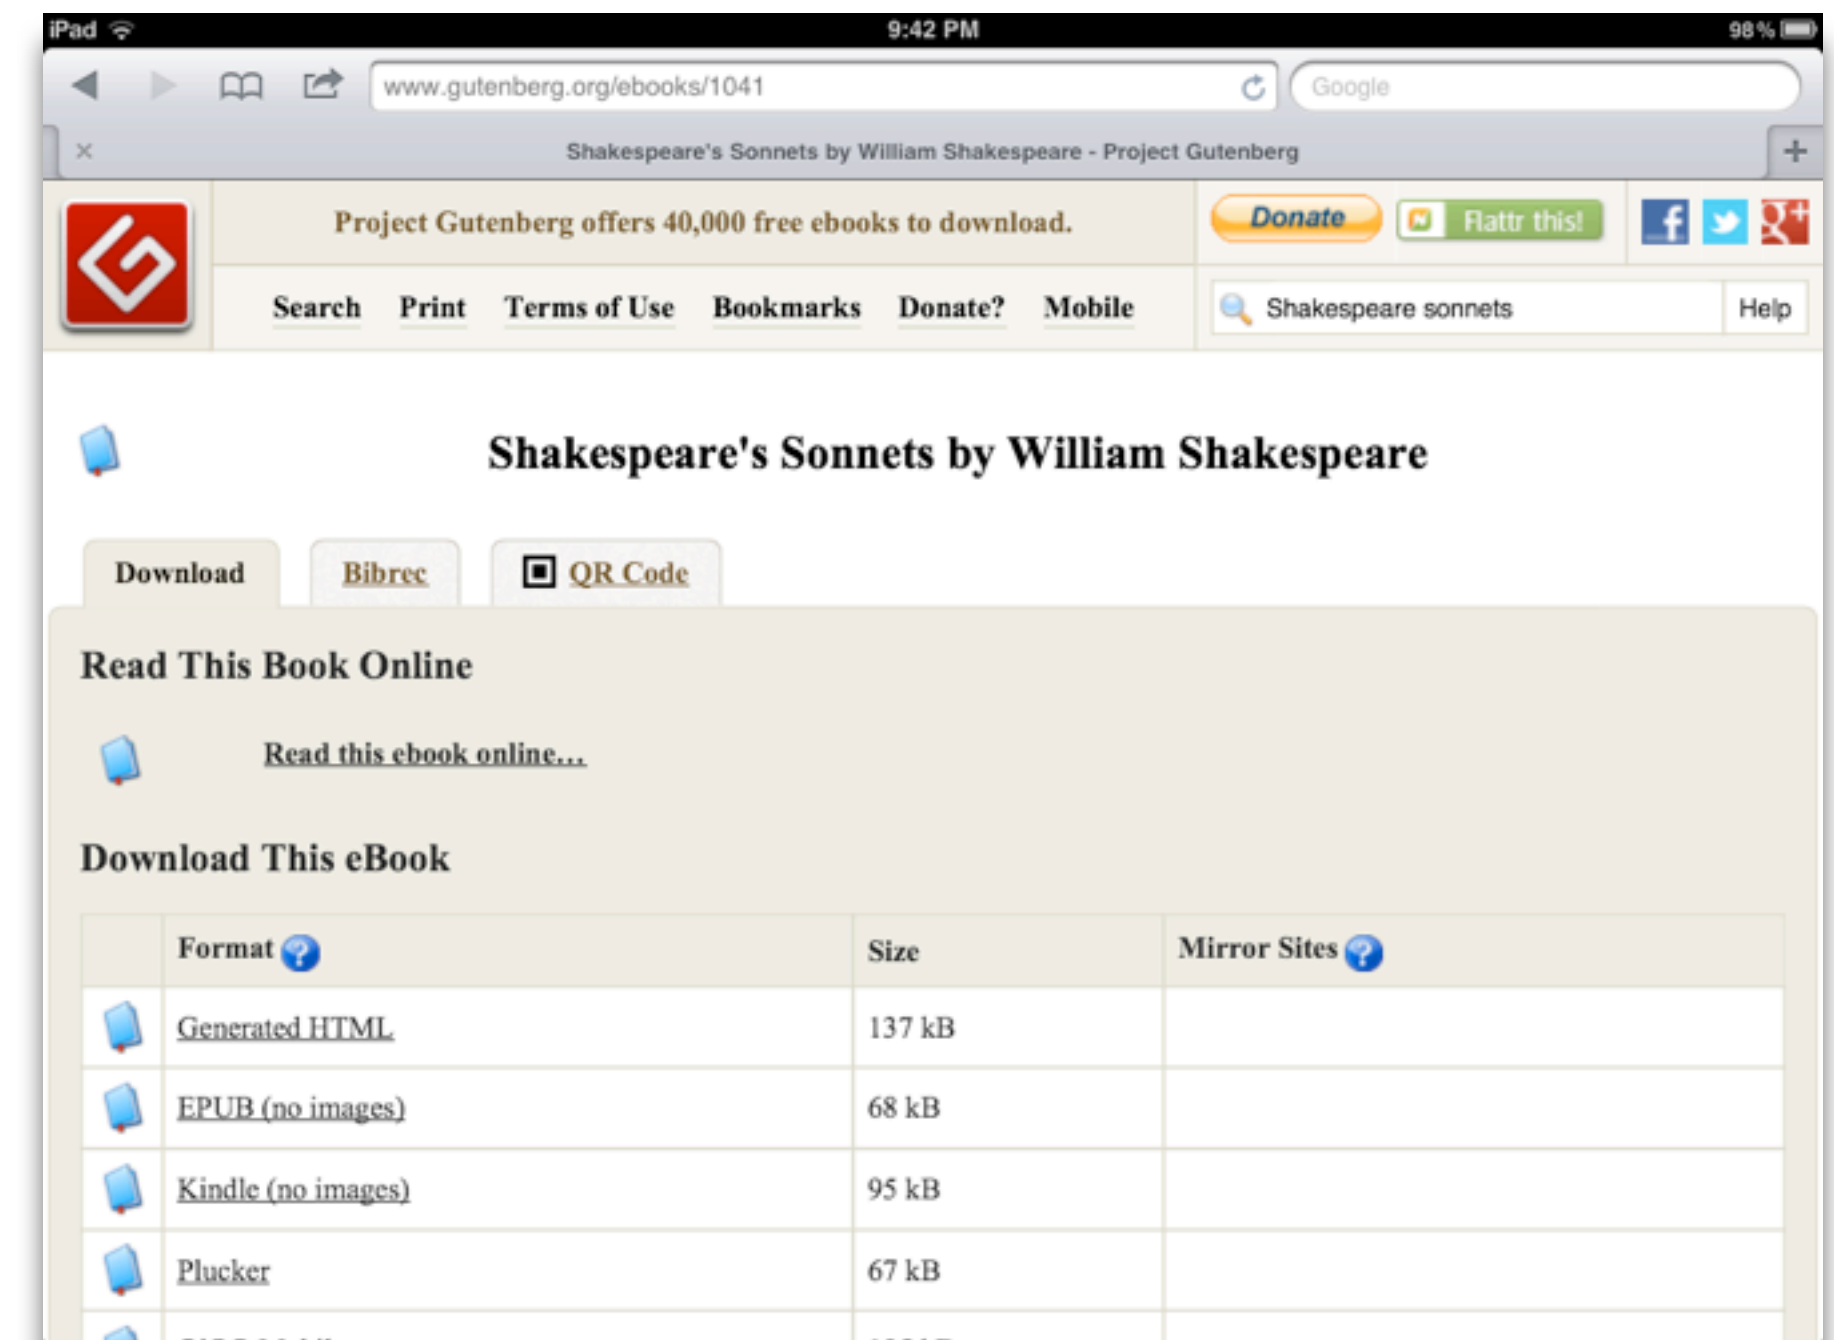 iPad 9:42 PM 98%
www.gutenberg.org/ebooks/1041 Google
Shakespeare's Sonnets by William Shakespeare - Project Gutenberg
Project Gutenberg offers 40,000 free ebooks to download. Donate Flattr this!
Search Print Terms of Use Bookmarks Donate? Mobile Shakespeare sonnets Help
Shakespeare's Sonnets by William Shakespeare
Download Bibrec QR Code
Read This Book Online
Read this ebook online...
Download This eBook
Format Size Mirror Sites
Generated HTML 137 kB
EPUB (no images) 68 kB
Kindle (no images) 95 kB
Plucker 67 kB